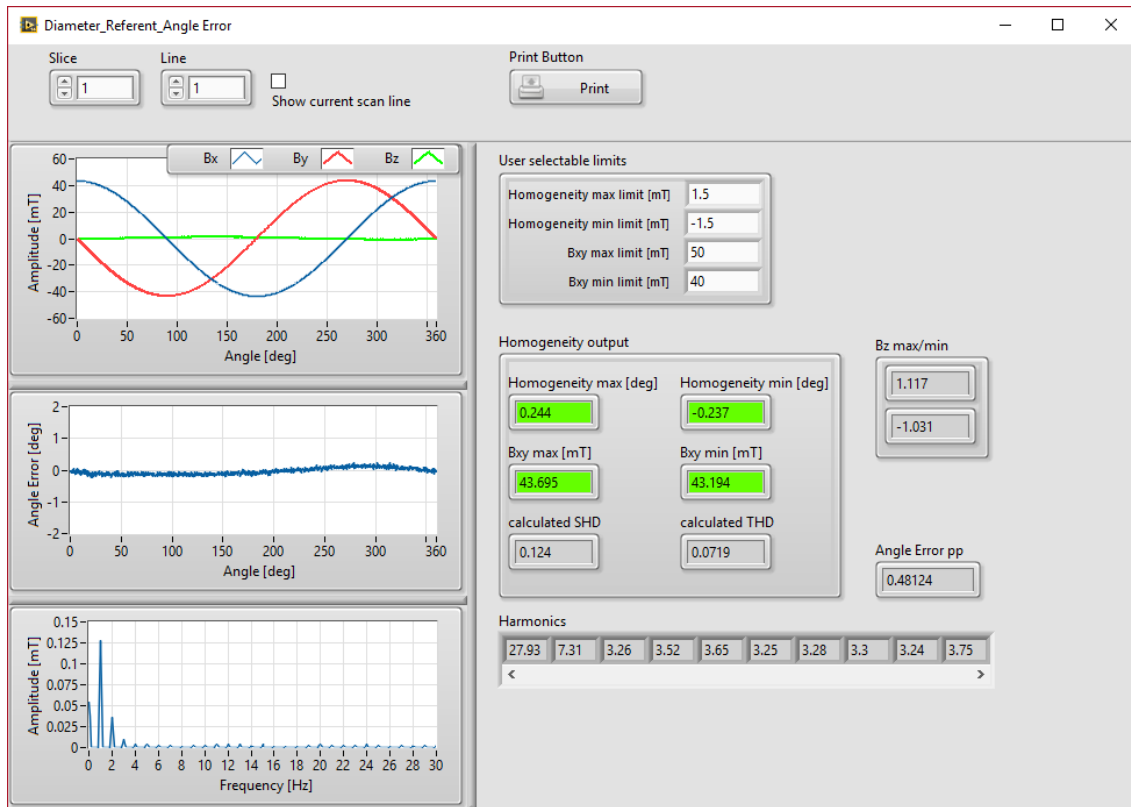 Diameter_Referent_Angle Error
Slice Line Print Button
1 1 Show current scan line Print
Bx By Bz
Amplitude [mT]
60
40
20
0
-20
-40
-60
0 50 100 150 200 250 300 360
Angle [deg]
Angle Error [deg]
2
1
0
-1
-2
0 50 100 150 200 250 300 360
Angle [deg]
Amplitude [mT]
0.15
0.125
0.1
0.075
0.05
0.025
0
0 2 4 6 8 10 12 14 16 18 20 22 24 26 28 30
Frequency [Hz]
User selectable limits
Homogeneity max limit [mT] 1.5
Homogeneity min limit [mT] -1.5
Bxy max limit [mT] 50
Bxy min limit [mT] 40
Homogeneity output
Homogeneity max [deg] Homogeneity min [deg]
0.244 -0.237
Bxy max [mT] Bxy min [mT]
43.695 43.194
calculated SHD calculated THD
0.124 0.0719
Bz max/min
1.117
-1.031
Angle Error pp
0.48124
Harmonics
27.93 7.31 3.26 3.52 3.65 3.25 3.28 3.3 3.24 3.75